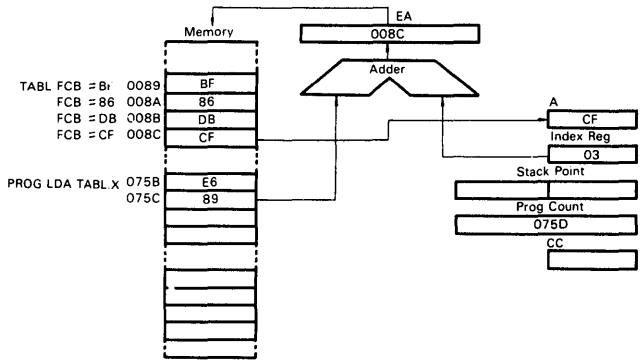 EA
Memory
008C
Adder
TABL FCB = 0089 BF
FCB = 86 008A 86
FCB = DB 008B DB
FCB = CF 008C CF
A
CF
Index Reg
03
Stack Point
PROG LDA TABL.X 075B E6
075C 89
Prog Count
075D
CC